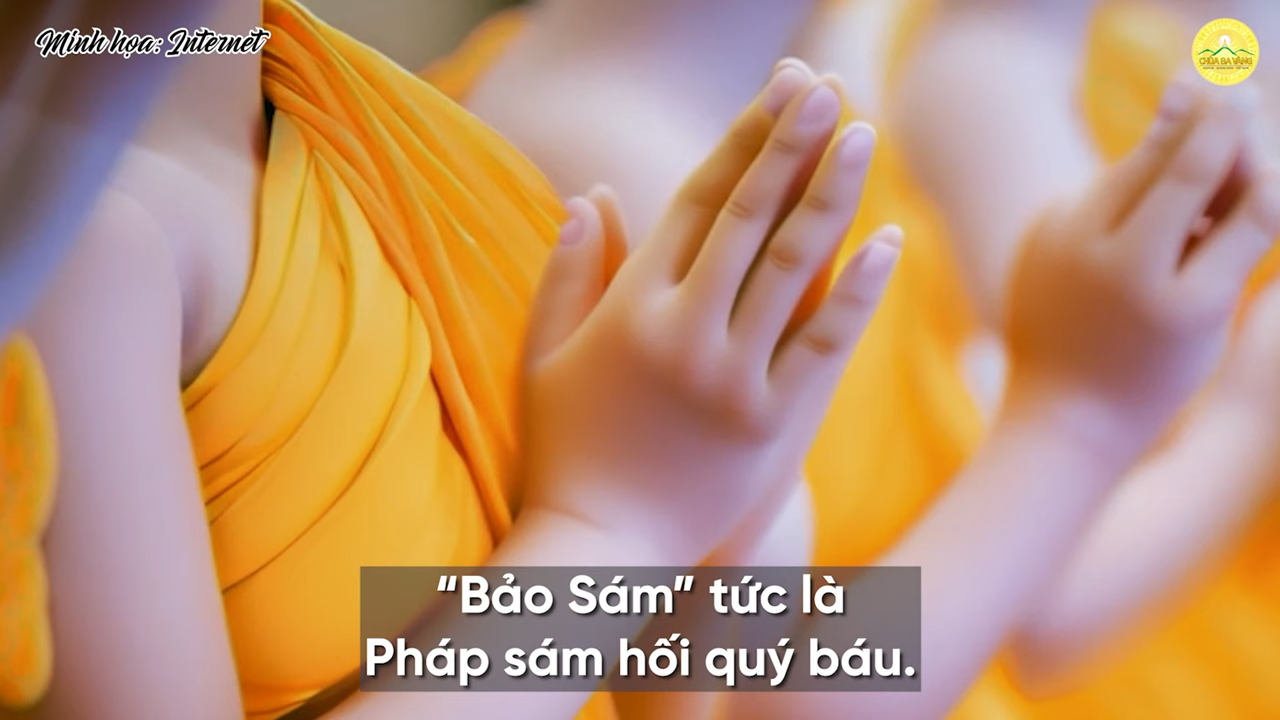 Minh họa: Internet
CHÙA BA VÀNG
“Bảo Sám” tức là
Pháp sám hối quý báu.